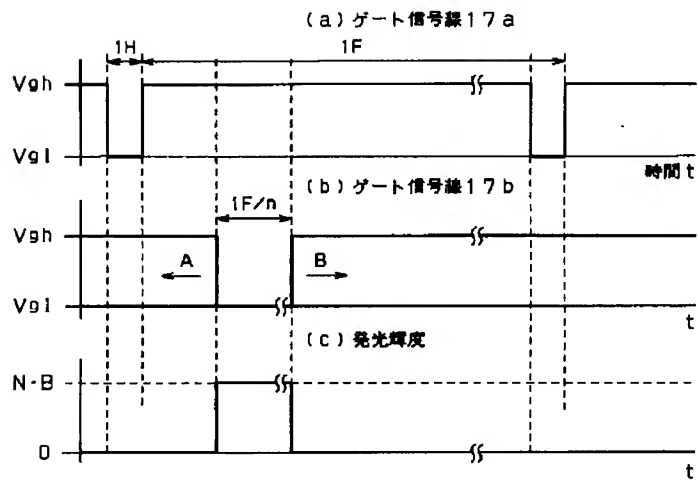 (a)ゲート信号線17a
1H 1F
Vgh
Vgl
時間t
(b)ゲート信号線17b
1F/n
Vgh
A B
Vgl
t
(c)発光輝度
N・B
0
t